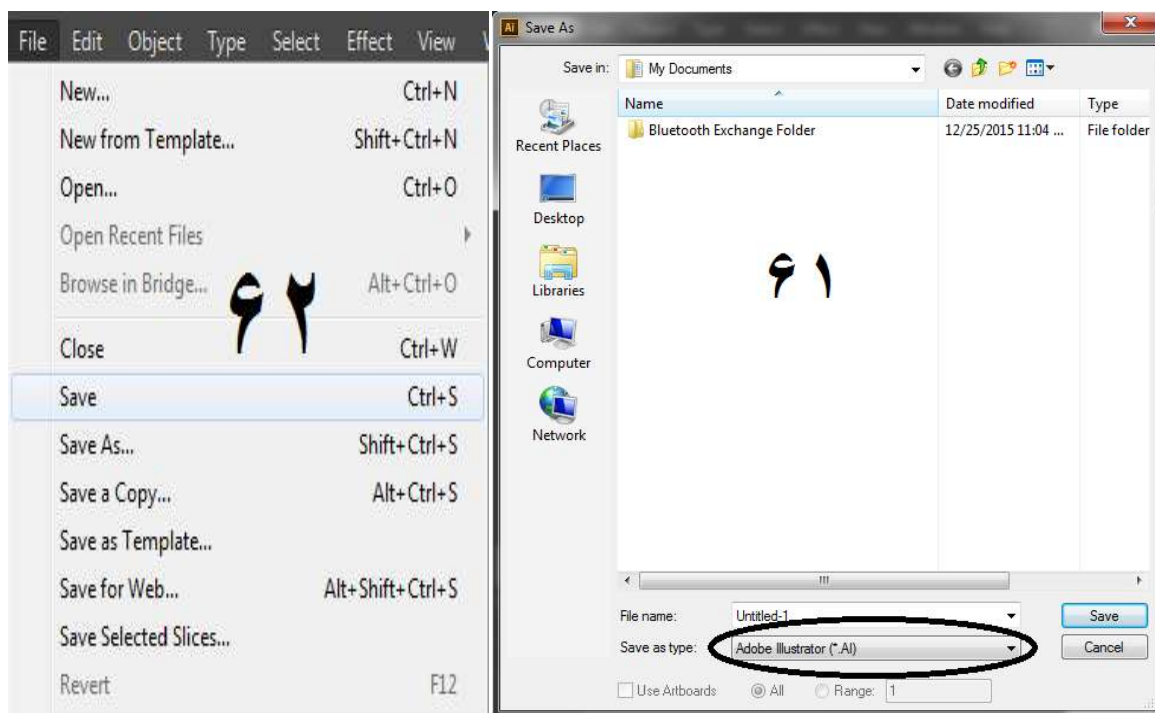 File Edit Object Type Select Effect View
New... Ctrl+N
New from Template... Shift+Ctrl+N
Open... Ctrl+O
Open Recent Files
Browse in Bridge... Alt+Ctrl+O
۶۲
Close Ctrl+W
Save Ctrl+S
Save As... Shift+Ctrl+S
Save a Copy... Alt+Ctrl+S
Save as Template...
Save for Web... Alt+Shift+Ctrl+S
Save Selected Slices...
Revert F12
Ai Save As
Save in: My Documents
Name Date modified Type
Bluetooth Exchange Folder 12/25/2015 11:04 ... File folder
Recent Places
Desktop
Libraries
Computer
Network
۶۱
File name: Untitled-1 Save
Save as type: Adobe Illustrator (*.AI) Cancel
Use Artboards All Range: 1